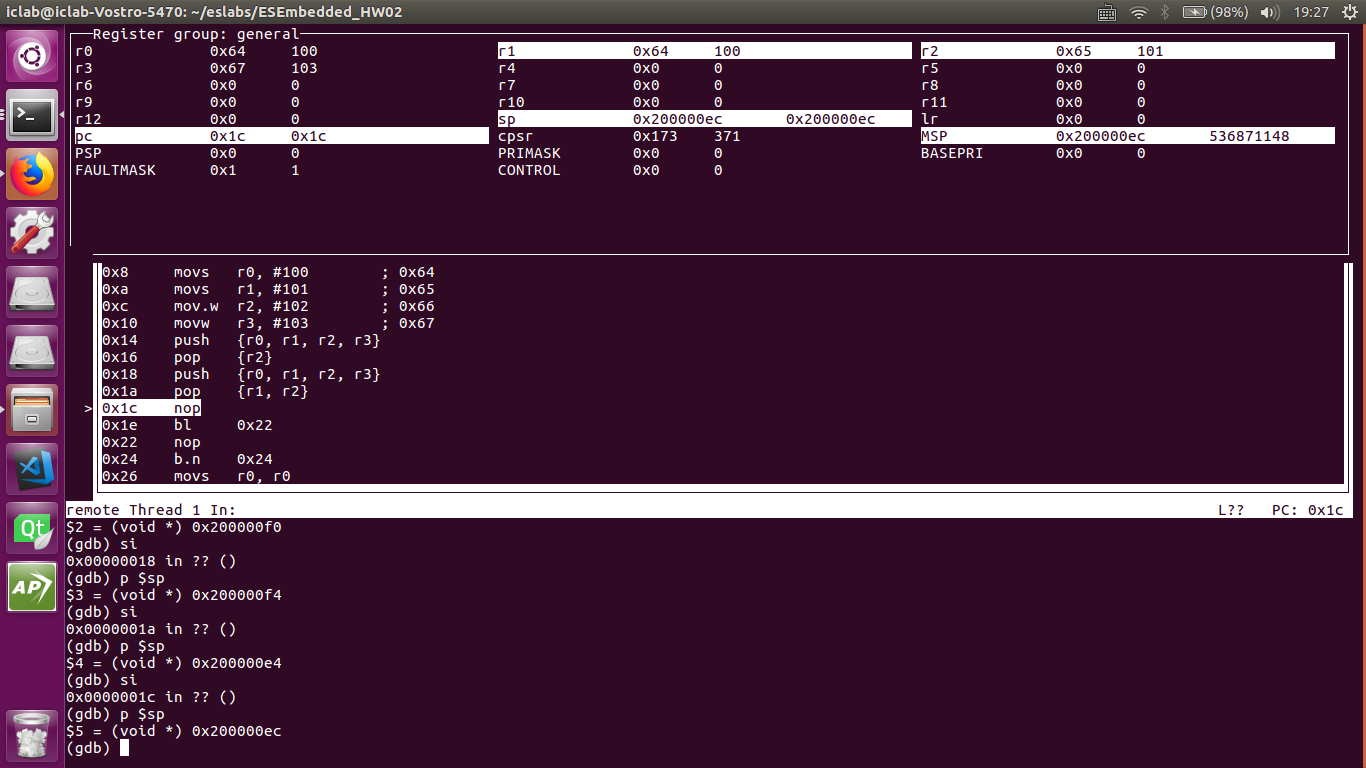 iclab@iclab-Vostro-5470: ~/eslabs/ESEmbedded_HW02 (98%) 19:27
Register group: general
r0 0x64 100 r1 0x64 100 r2 0x65 101
r3 0x67 103 r4 0x0 0 r5 0x0 0
r6 0x0 0 r7 0x0 0 r8 0x0 0
r9 0x0 0 r10 0x0 0 r11 0x0 0
r12 0x0 0 sp 0x200000ec 0x200000ec lr 0x0 0
pc 0x1c 0x1c cpsr 0x173 371 MSP 0x200000ec 536871148
PSP 0x0 0 PRIMASK 0x0 0 BASEPRI 0x0 0
FAULTMASK 0x1 1 CONTROL 0x0 0
0x8 movs r0, #100 ; 0x64
0xa movs r1, #101 ; 0x65
0xc mov.w r2, #102 ; 0x66
0x10 movw r3, #103 ; 0x67
0x14 push {r0, r1, r2, r3}
0x16 pop {r2}
0x18 push {r0, r1, r2, r3}
0x1a pop {r1, r2}
>0x1c nop
0x1e bl 0x22
0x22 nop
0x24 b.n 0x24
0x26 movs r0, r0
remote Thread 1 In: L?? PC: 0x1c
$2 = (void *) 0x200000f0
(gdb) si
0x00000018 in ?? ()
(gdb) p $sp
$3 = (void *) 0x200000f4
(gdb) si
0x0000001a in ?? ()
(gdb) p $sp
$4 = (void *) 0x200000e4
(gdb) si
0x0000001c in ?? ()
(gdb) p $sp
$5 = (void *) 0x200000ec
(gdb)
Qt
AP7